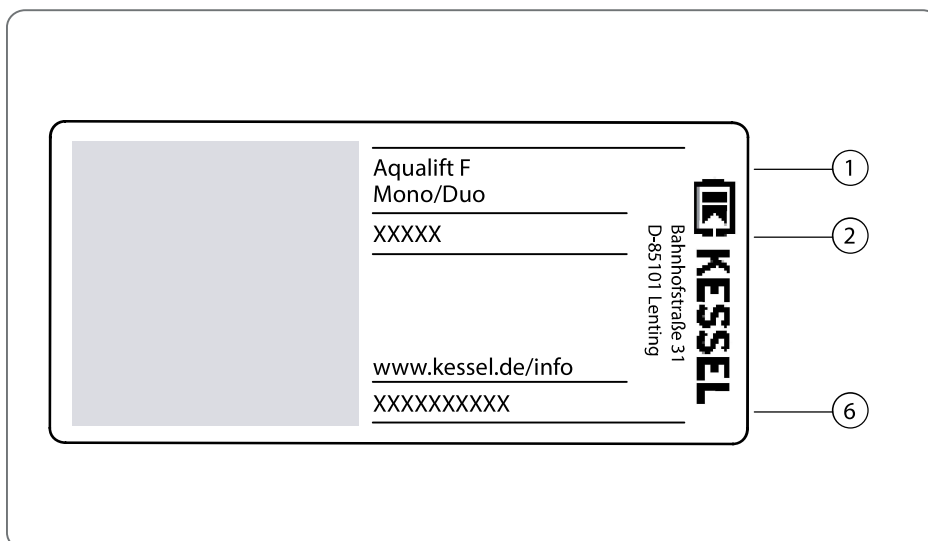 Aqualift F
Mono/Duo
XXXXX
www.kessel.de/info
XXXXXXXXXX
Bahnhofstraße 31
D-85101 Lenting
KESSEL
1
2
6